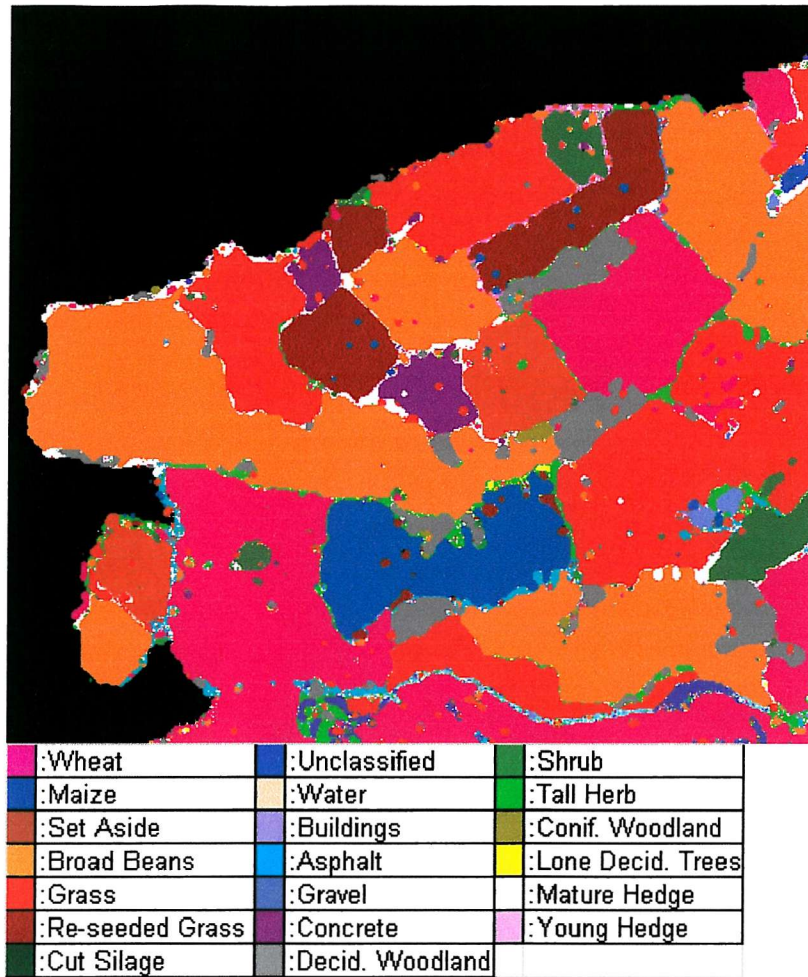 :Wheat :Unclassified :Shrub
:Maize :Water :Tall Herb
:Set Aside :Buildings :Conif. Woodland
:Broad Beans :Asphalt :Lone Decid. Trees
:Grass :Gravel :Mature Hedge
:Re-seeded Grass :Concrete :Young Hedge
:Cut Silage :Decid. Woodland